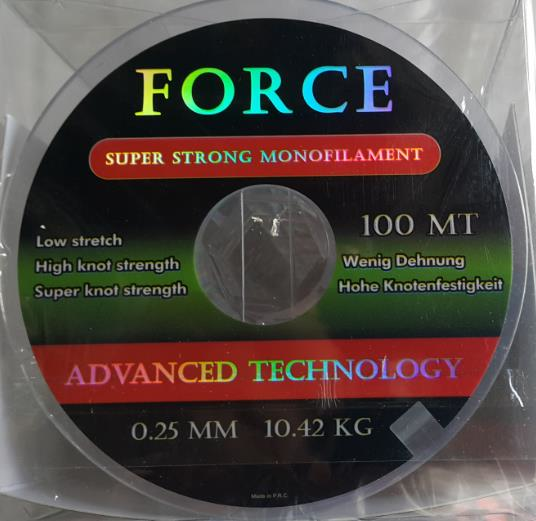 FORCE
SUPER STRONG MONOFILAMENT
100 MT
Low stretch
High knot strength
Super knot strength
Wenig Dehnung
Hohe Knotenfestigkeit
ADVANCED TECHNOLOGY
0.25 MM 10.42 KG
Made in P.R.C.